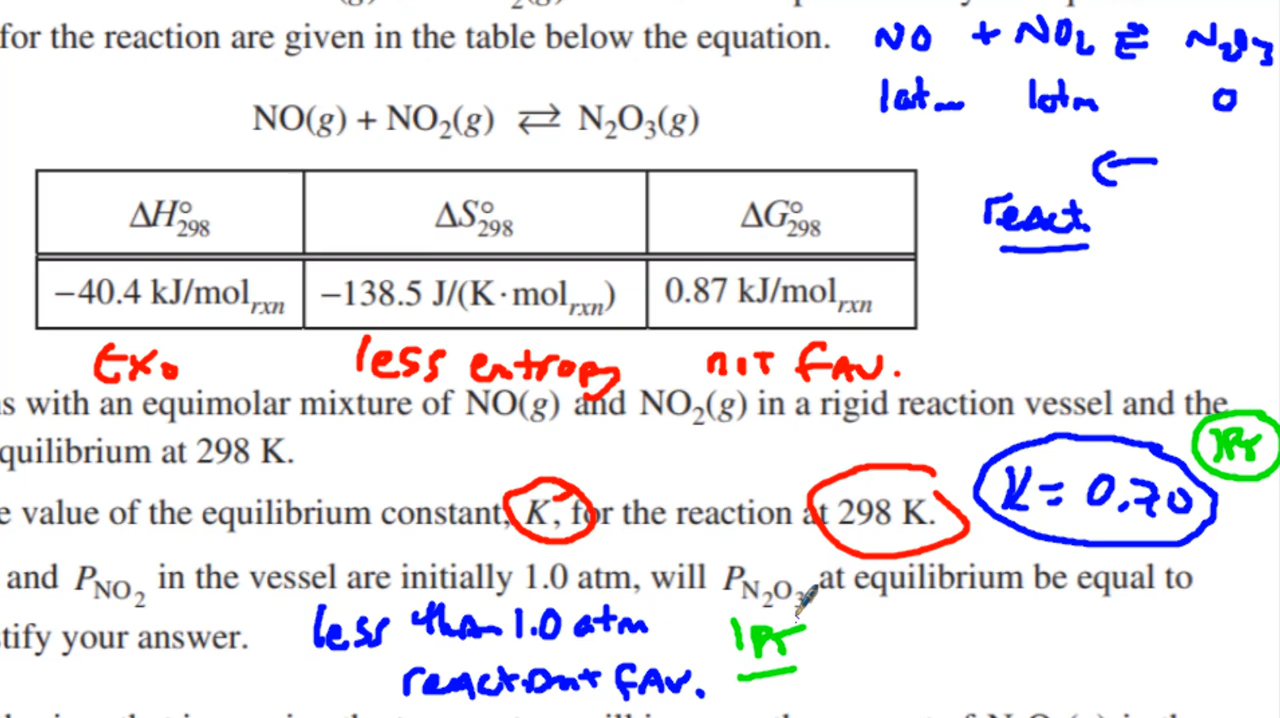 for the reaction are given in the table below the equation.
NO + NO₂ ⇄ N₂O₃
1atm 1atm 0
NO(g) + NO₂(g) ⇄ N₂O₃(g)
react.
ΔH°₂₉₈ ΔS°₂₉₈ ΔG°₂₉₈
−40.4 kJ/molrxn −138.5 J/(K·molrxn) 0.87 kJ/molrxn
Exo less entropy not fav.
s with an equimolar mixture of NO(g) and NO₂(g) in a rigid reaction vessel and the
quilibrium at 298 K.
1Pt
e value of the equilibrium constant, K, for the reaction at 298 K.
K = 0.70
and PNO₂ in the vessel are initially 1.0 atm, will PN₂O₃ at equilibrium be equal to
tify your answer.
less than 1.0 atm
1Pt
reactant fav.